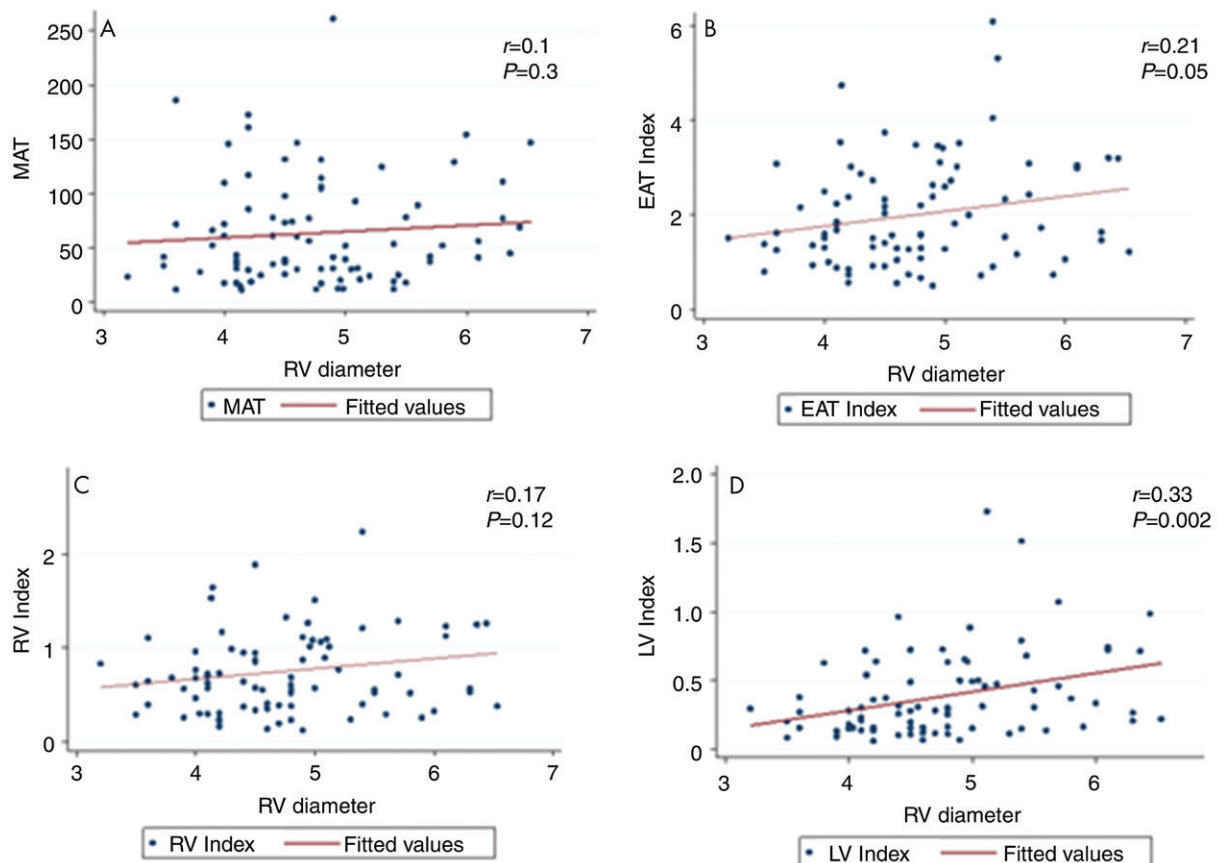 A
r=0.1
P=0.3
250
200
150
100
50
0
MAT
3 4 5 6 7
RV diameter
MAT Fitted values
B
r=0.21
P=0.05
6
4
2
0
EAT Index
3 4 5 6 7
RV diameter
EAT Index Fitted values
C
r=0.17
P=0.12
2
1
0
RV Index
3 4 5 6 7
RV diameter
RV Index Fitted values
D
r=0.33
P=0.002
2.0
1.5
1.0
0.5
0
LV Index
3 4 5 6
RV diameter
LV Index Fitted values